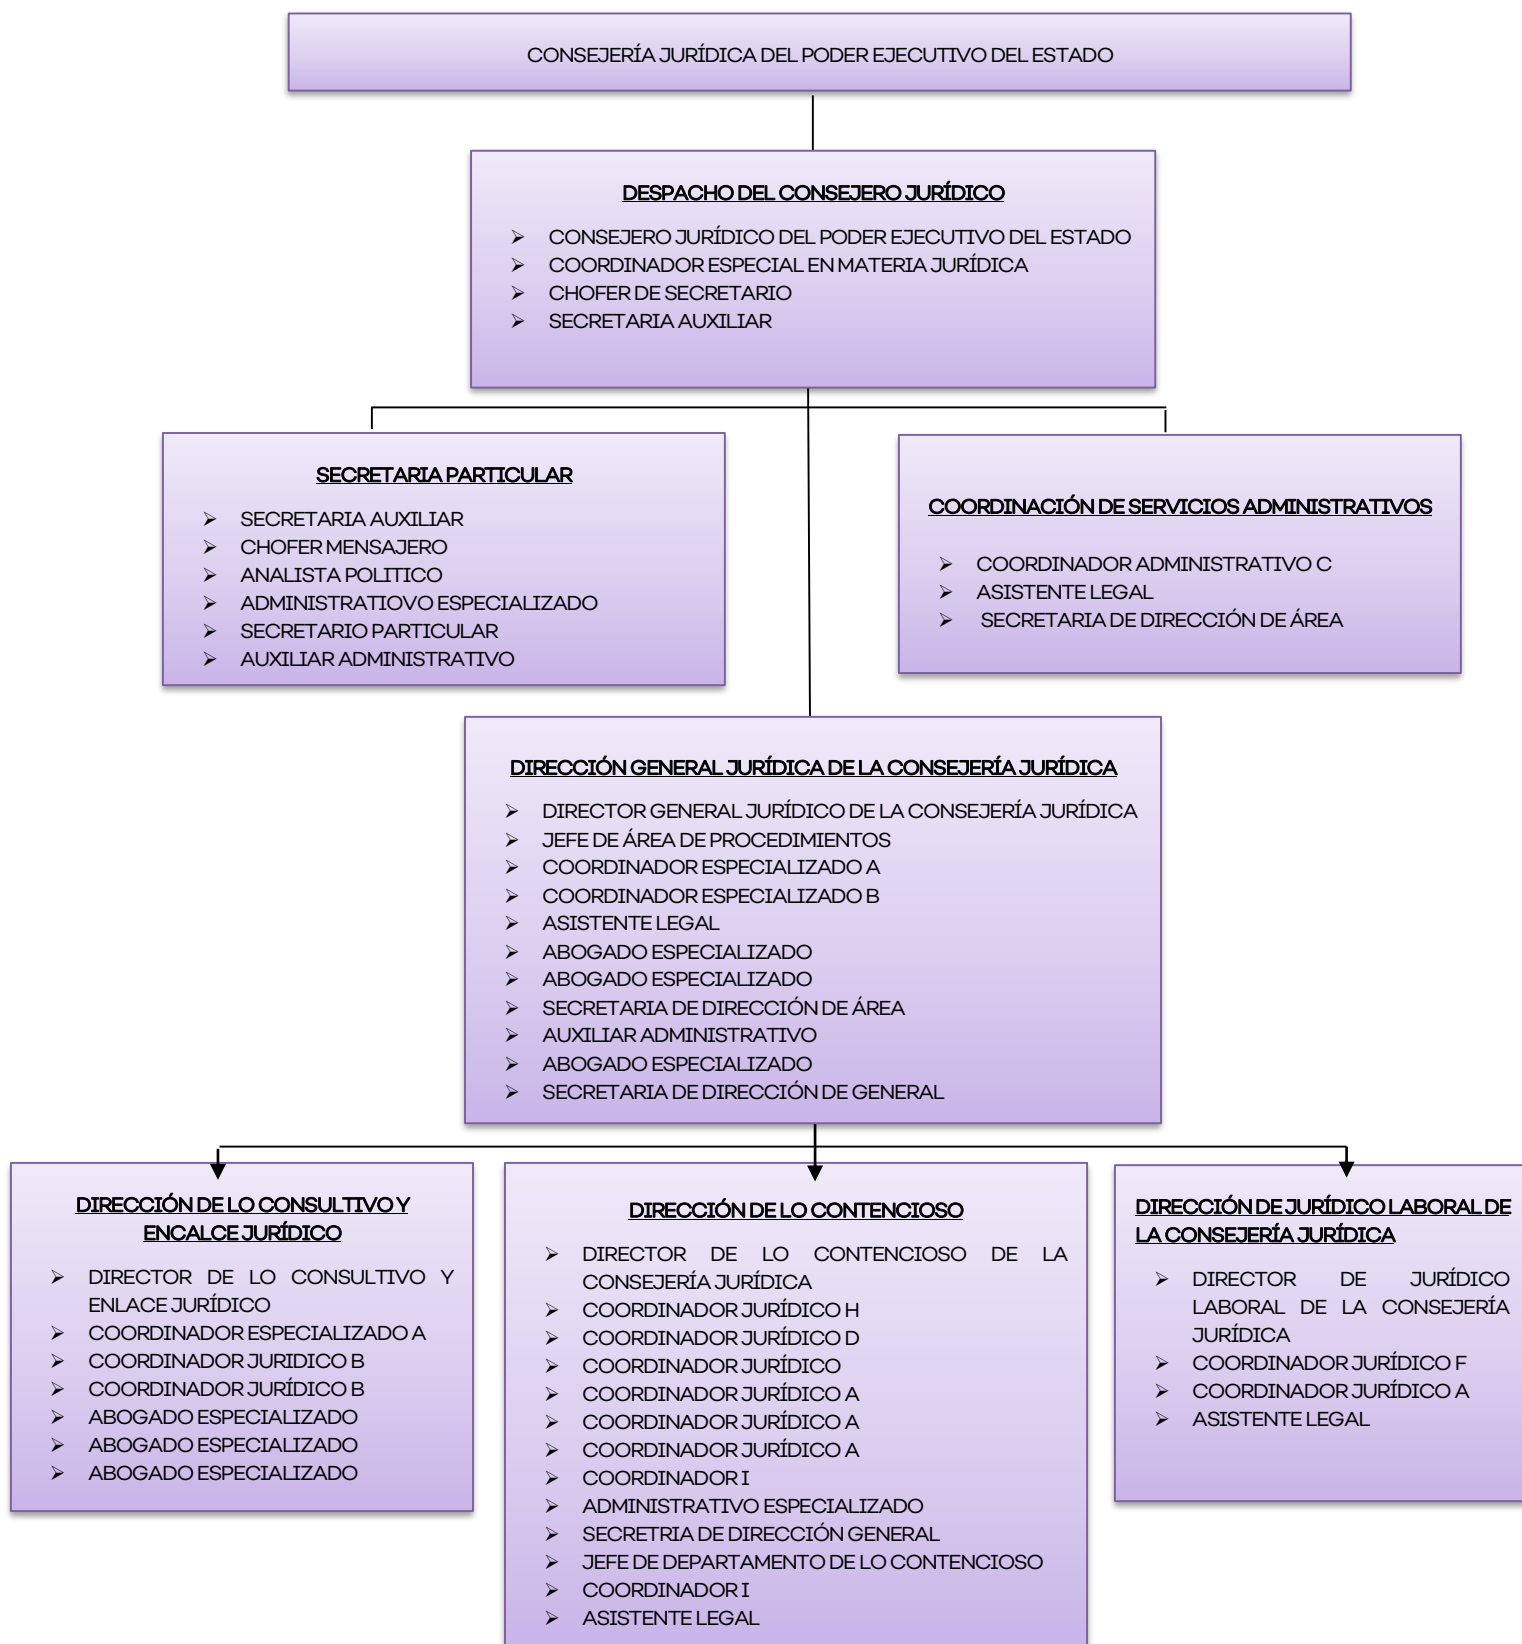 CONSEJERÍA JURÍDICA DEL PODER EJECUTIVO DEL ESTADO
DESPACHO DEL CONSEJERO JURÍDICO
➢ CONSEJERO JURÍDICO DEL PODER EJECUTIVO DEL ESTADO
➢ COORDINADOR ESPECIAL EN MATERIA JURÍDICA
➢ CHOFER DE SECRETARIO
➢ SECRETARIA AUXILIAR
SECRETARIA PARTICULAR
➢ SECRETARIA AUXILIAR
➢ CHOFER MENSAJERO
➢ ANALISTA POLITICO
➢ ADMINISTRATIOVO ESPECIALIZADO
➢ SECRETARIO PARTICULAR
➢ AUXILIAR ADMINISTRATIVO
COORDINACIÓN DE SERVICIOS ADMINISTRATIVOS
➢ COORDINADOR ADMINISTRATIVO C
➢ ASISTENTE LEGAL
➢ SECRETARIA DE DIRECCIÓN DE ÁREA
DIRECCIÓN GENERAL JURÍDICA DE LA CONSEJERÍA JURÍDICA
➢ DIRECTOR GENERAL JURÍDICO DE LA CONSEJERÍA JURÍDICA
➢ JEFE DE ÁREA DE PROCEDIMIENTOS
➢ COORDINADOR ESPECIALIZADO A
➢ COORDINADOR ESPECIALIZADO B
➢ ASISTENTE LEGAL
➢ ABOGADO ESPECIALIZADO
➢ ABOGADO ESPECIALIZADO
➢ SECRETARIA DE DIRECCIÓN DE ÁREA
➢ AUXILIAR ADMINISTRATIVO
➢ ABOGADO ESPECIALIZADO
➢ SECRETARIA DE DIRECCIÓN DE GENERAL
DIRECCIÓN DE LO CONSULTIVO Y
ENCALCE JURÍDICO
➢ DIRECTOR DE LO CONSULTIVO Y
ENLACE JURÍDICO
➢ COORDINADOR ESPECIALIZADO A
➢ COORDINADOR JURIDICO B
➢ COORDINADOR JURÍDICO B
➢ ABOGADO ESPECIALIZADO
➢ ABOGADO ESPECIALIZADO
➢ ABOGADO ESPECIALIZADO
DIRECCIÓN DE LO CONTENCIOSO
➢ DIRECTOR DE LO CONTENCIOSO DE LA
CONSEJERÍA JURÍDICA
➢ COORDINADOR JURÍDICO H
➢ COORDINADOR JURÍDICO D
➢ COORDINADOR JURÍDICO
➢ COORDINADOR JURÍDICO A
➢ COORDINADOR JURÍDICO A
➢ COORDINADOR JURÍDICO A
➢ COORDINADOR I
➢ ADMINISTRATIVO ESPECIALIZADO
➢ SECRETRIA DE DIRECCIÓN GENERAL
➢ JEFE DE DEPARTAMENTO DE LO CONTENCIOSO
➢ COORDINADOR I
➢ ASISTENTE LEGAL
DIRECCIÓN DE JURÍDICO LABORAL DE
LA CONSEJERÍA JURÍDICA
➢ DIRECTOR DE JURÍDICO
LABORAL DE LA CONSEJERÍA
JURÍDICA
➢ COORDINADOR JURÍDICO F
➢ COORDINADOR JURÍDICO A
➢ ASISTENTE LEGAL